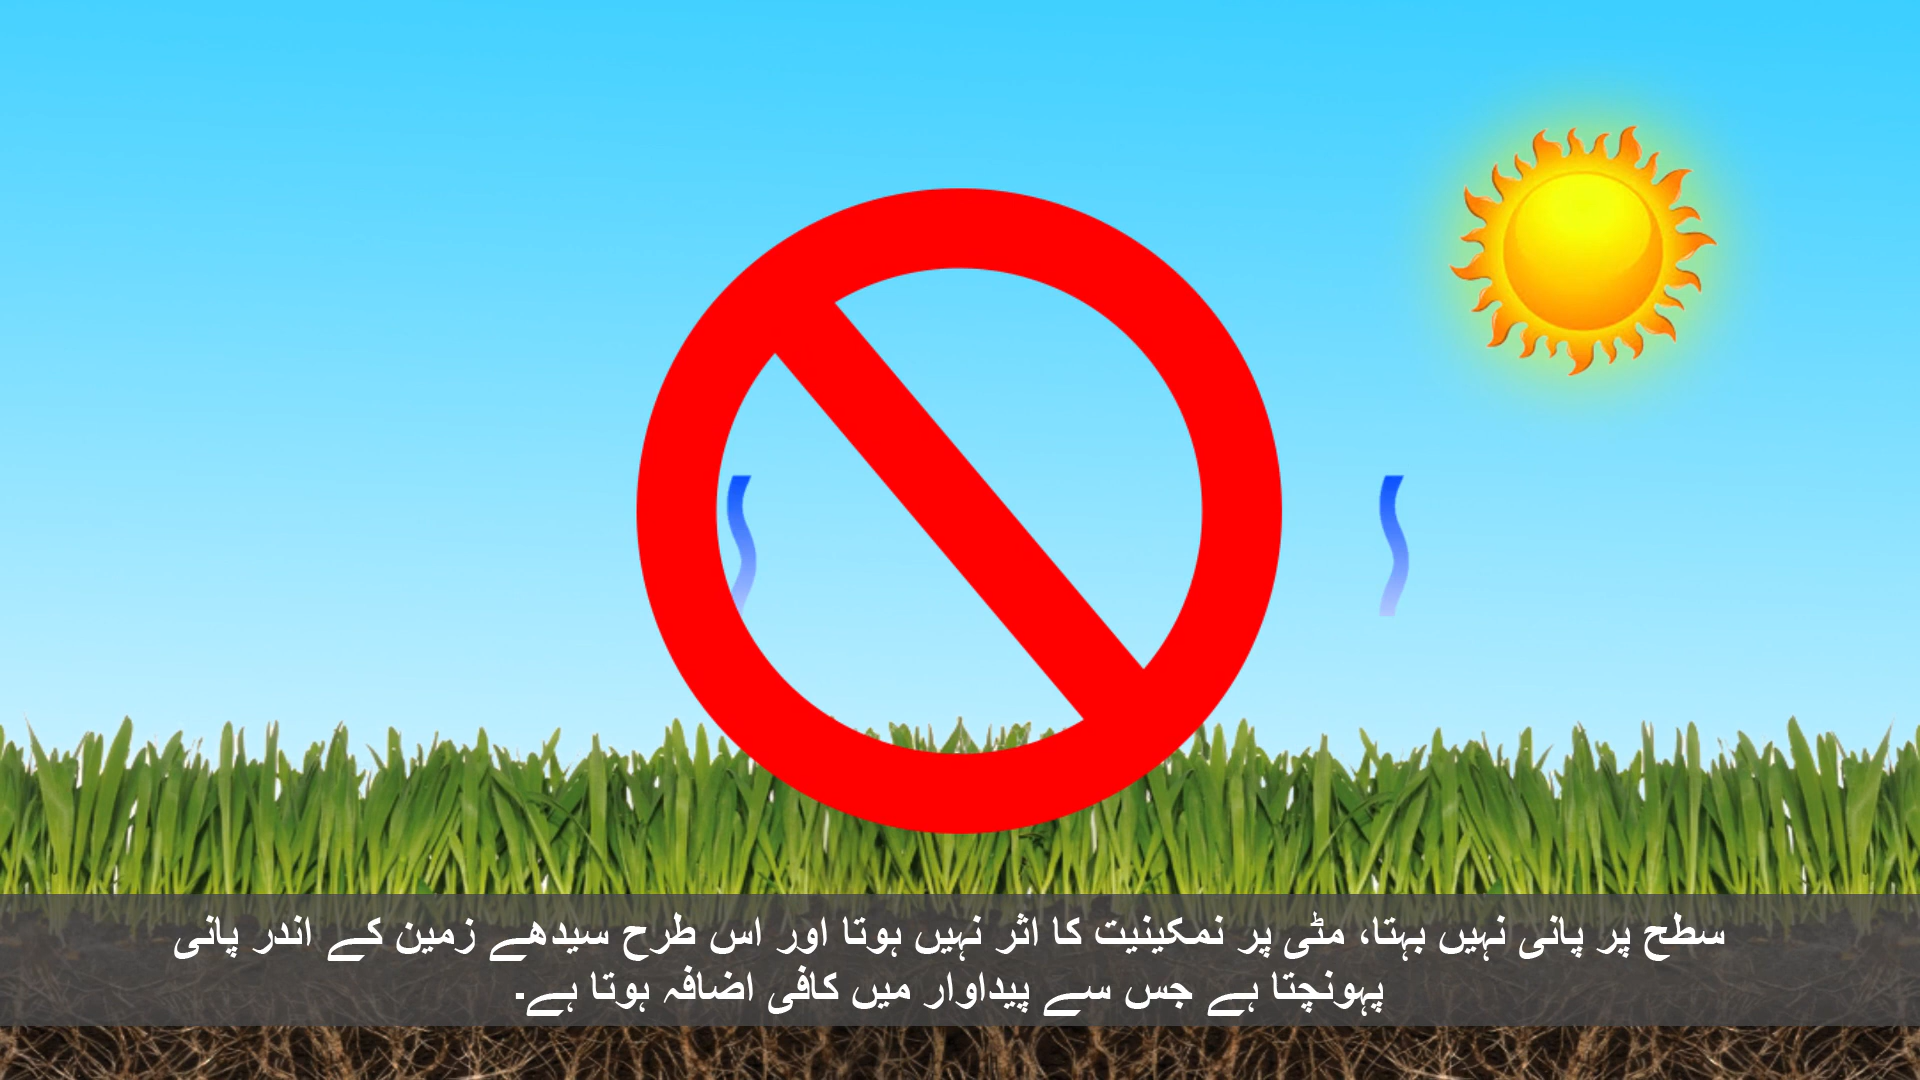 سطح پر پانی نہیں بہتا، مٹی پر نمکینیت کا اثر نہیں ہوتا اور اس طرح سیدھے زمین کے اندر پانی
پہونچتا ہے جس سے پیداوار میں کافی اضافہ ہوتا ہے۔